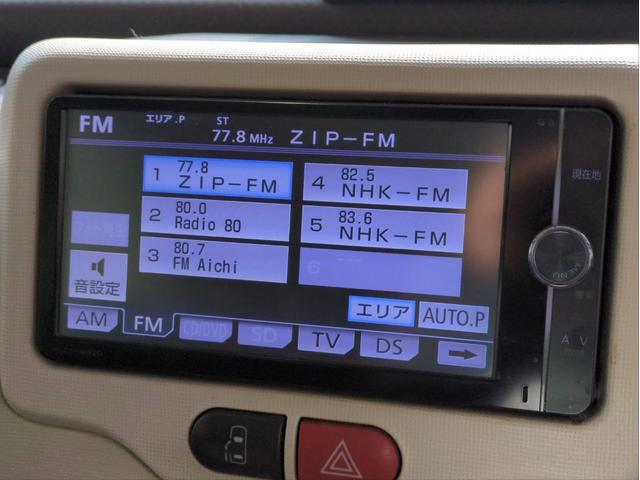 FM エリア.P ST 77.8 MHz ZIP-FM
1 77.8 ZIP-FM
4 82.5 NHK-FM
2 80.0 Radio 80
5 83.6 NHK-FM
3 80.7 FM Aichi
6 ---
音設定
エリア AUTO.P
AM FM CD/DVD SD TV DS
現在地
MENU
∧ ∨